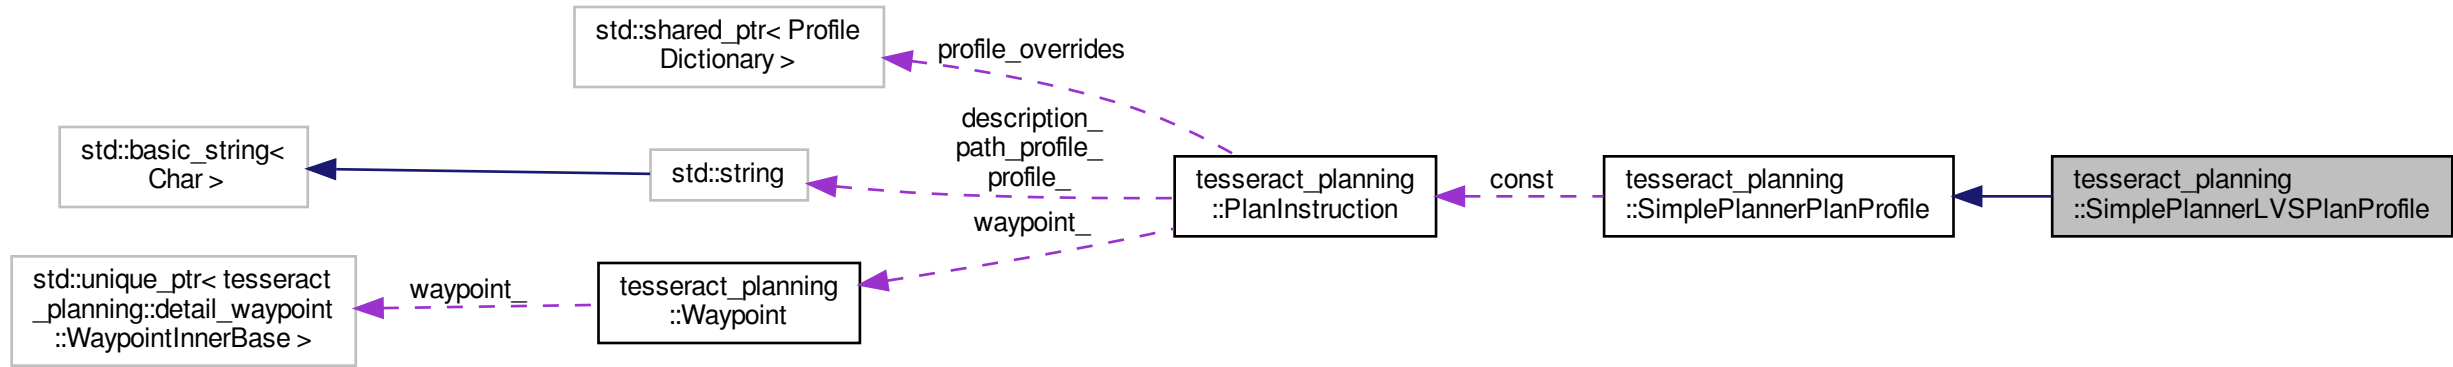 std::shared_ptr< Profile
Dictionary >
profile_overrides
std::basic_string<
Char >
std::string
description_
path_profile_
profile_
tesseract_planning
::PlanInstruction
const
tesseract_planning
::SimplePlannerPlanProfile
tesseract_planning
::SimplePlannerLVSPlanProfile
waypoint_
std::unique_ptr< tesseract
_planning::detail_waypoint
::WaypointInnerBase >
waypoint_
tesseract_planning
::Waypoint